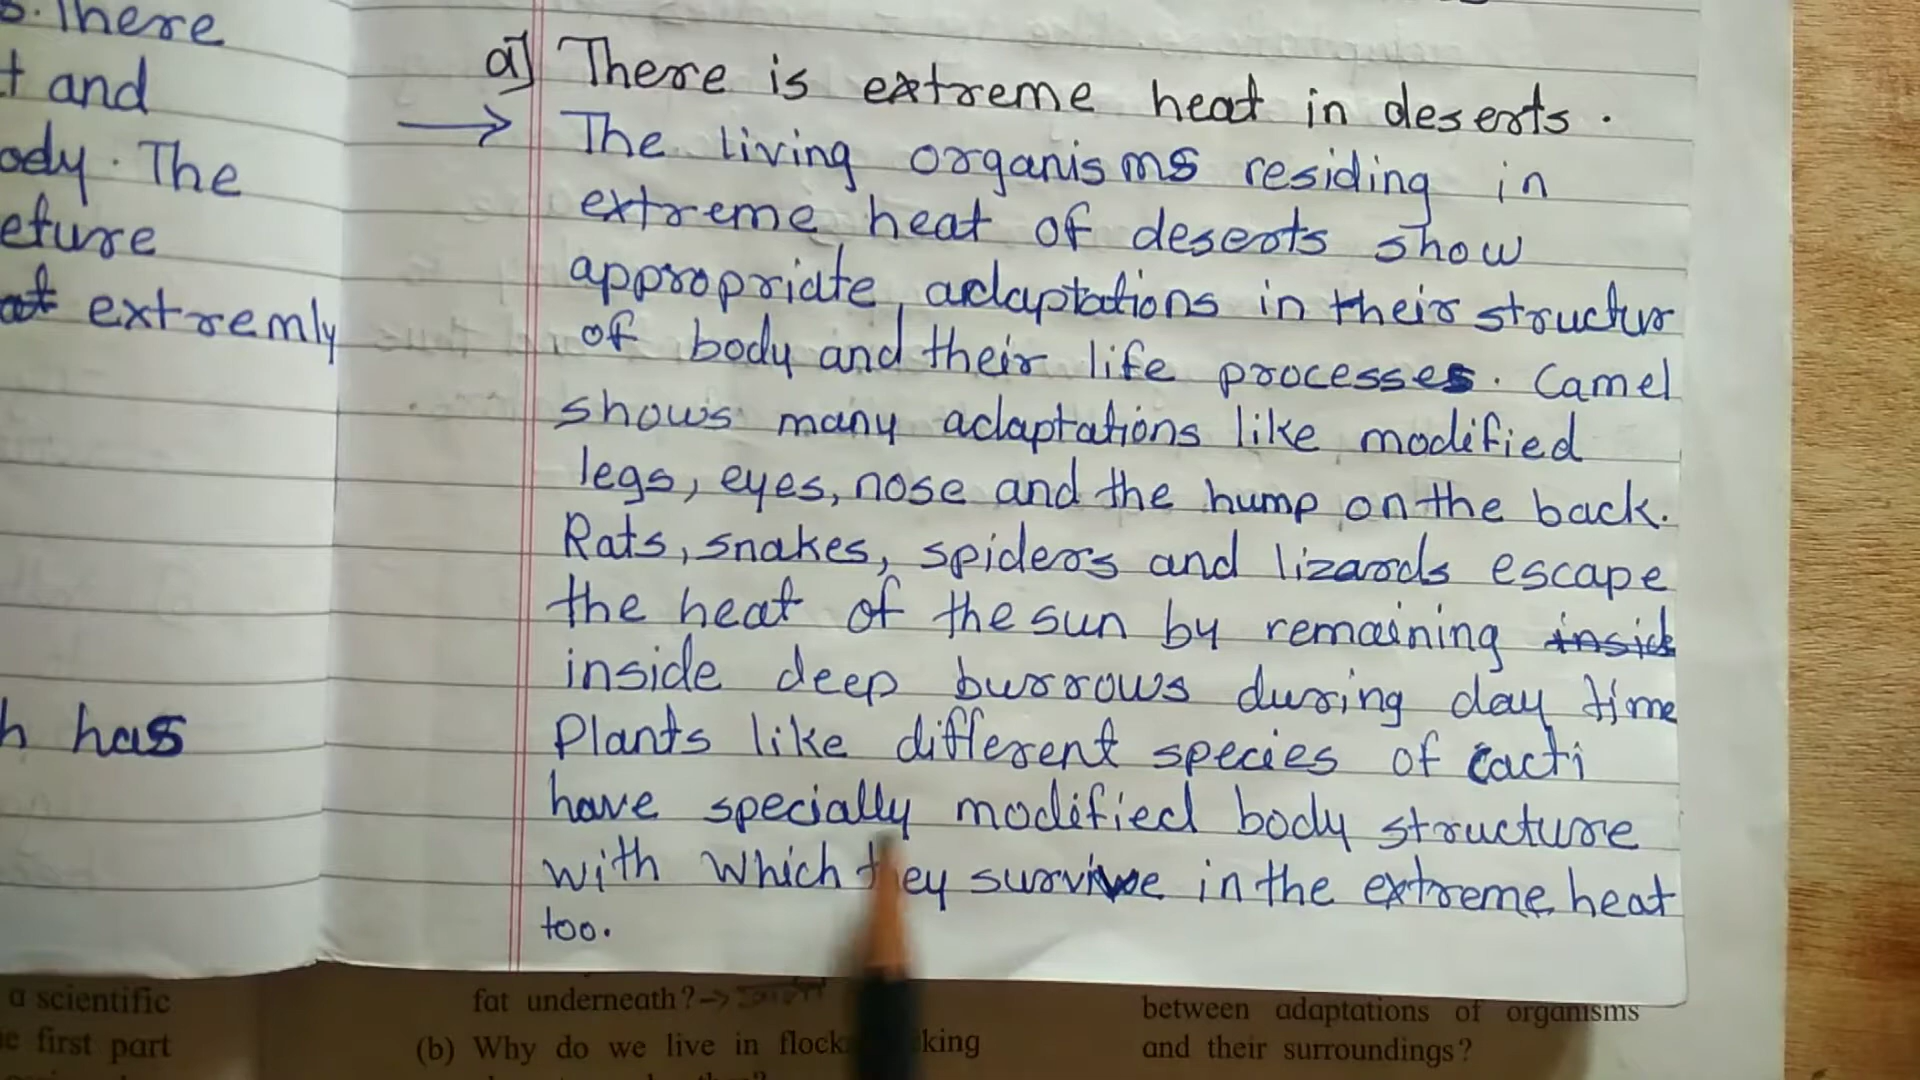 s. There
t and
ody. The
eture
at extremly
h has
a] There is extreme heat in deserts.
→ The living organisms residing in
extreme heat of deserts show
appropriate adaptations in their structur
of body and their life processes. Camel
shows many adaptations like modified
legs, eyes, nose and the hump on the back.
Rats, snakes, spiders and lizards escape
the heat of the sun by remaining insid
inside deep burrows during day time
Plants like different species of cacti
have specially modified body structure
with which they survive in the extreme heat
too.
a scientific
e first part
fat underneath?→
(b) Why do we live in flock king
between adaptations of organisms
and their surroundings?